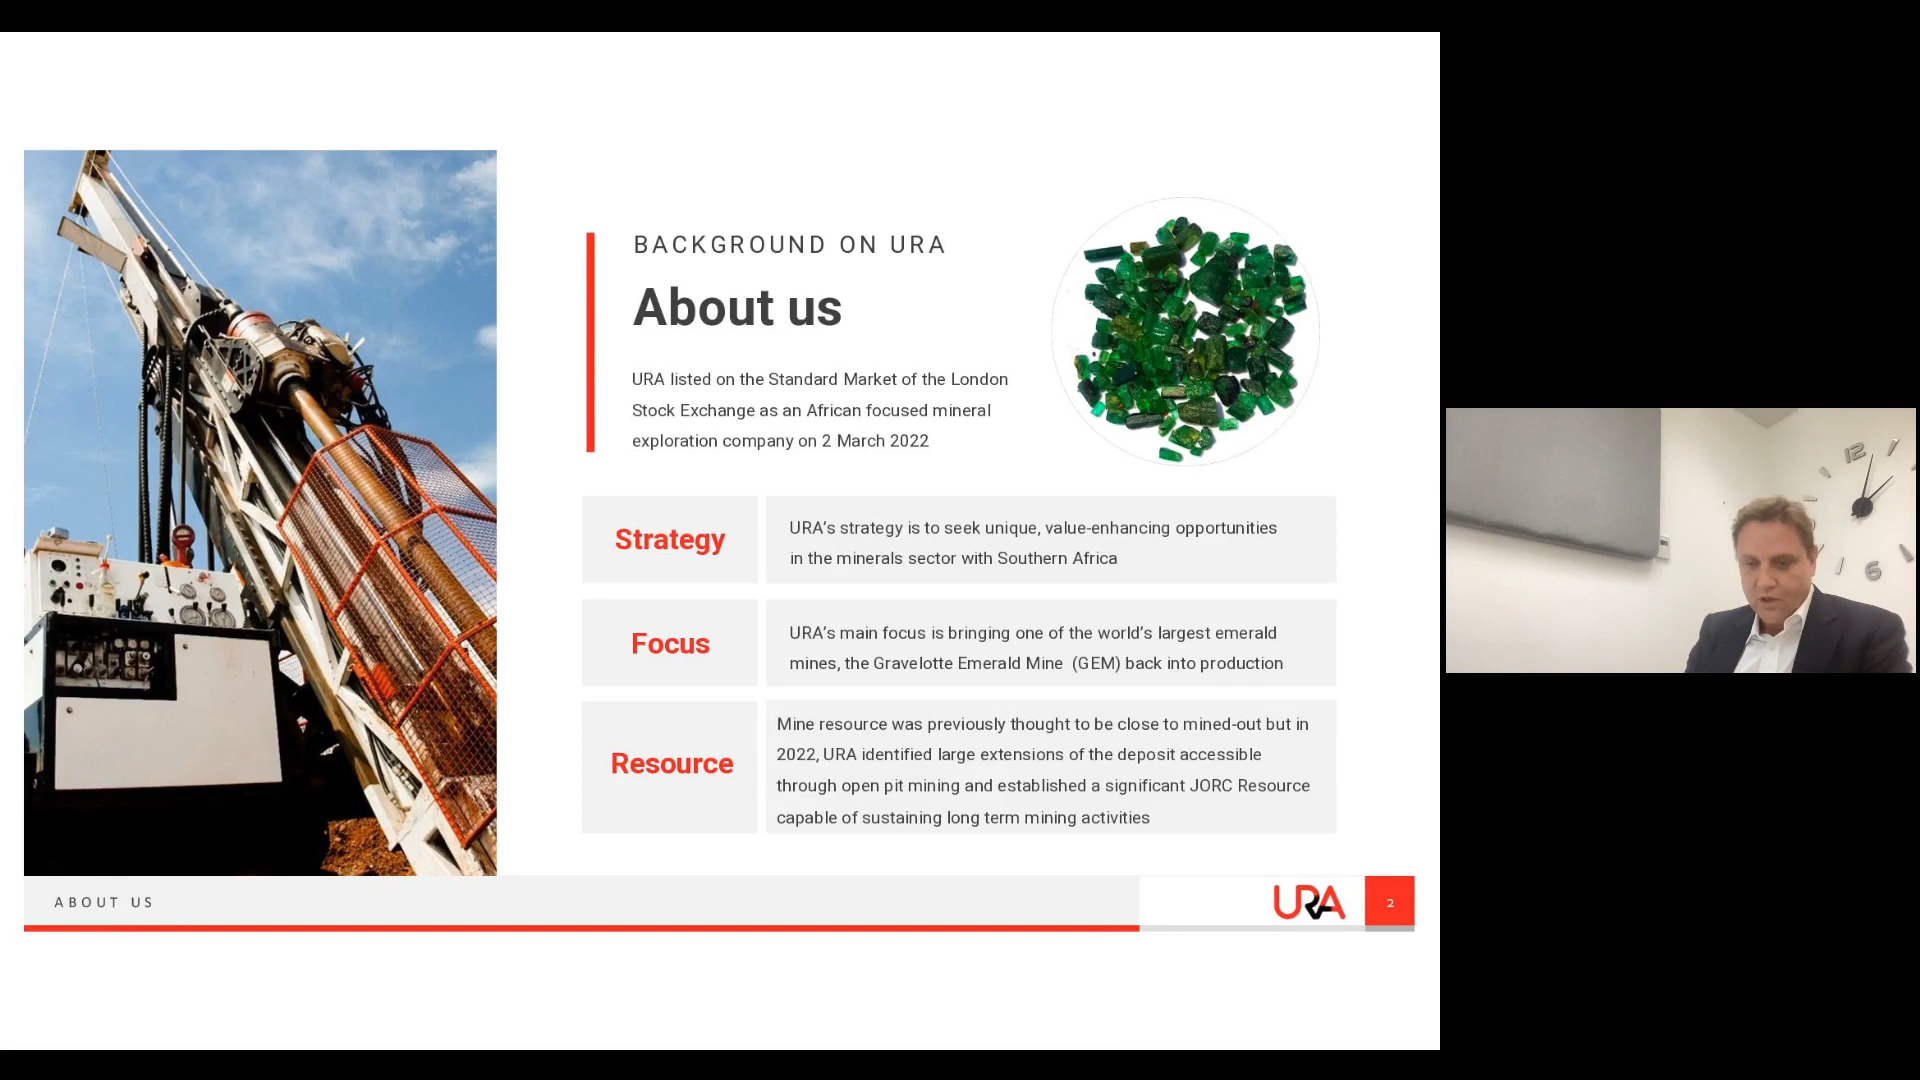 BACKGROUND ON URA
About us
URA listed on the Standard Market of the London
Stock Exchange as an African focused mineral
exploration company on 2 March 2022
Strategy
URA’s strategy is to seek unique, value-enhancing opportunities
in the minerals sector with Southern Africa
Focus
URA’s main focus is bringing one of the world’s largest emerald
mines, the Gravelotte Emerald Mine  (GEM) back into production
Resource
Mine resource was previously thought to be close to mined-out but in
2022, URA identified large extensions of the deposit accessible
through open pit mining and established a significant JORC Resource
capable of sustaining long term mining activities
ABOUT US
URA
2
12
6